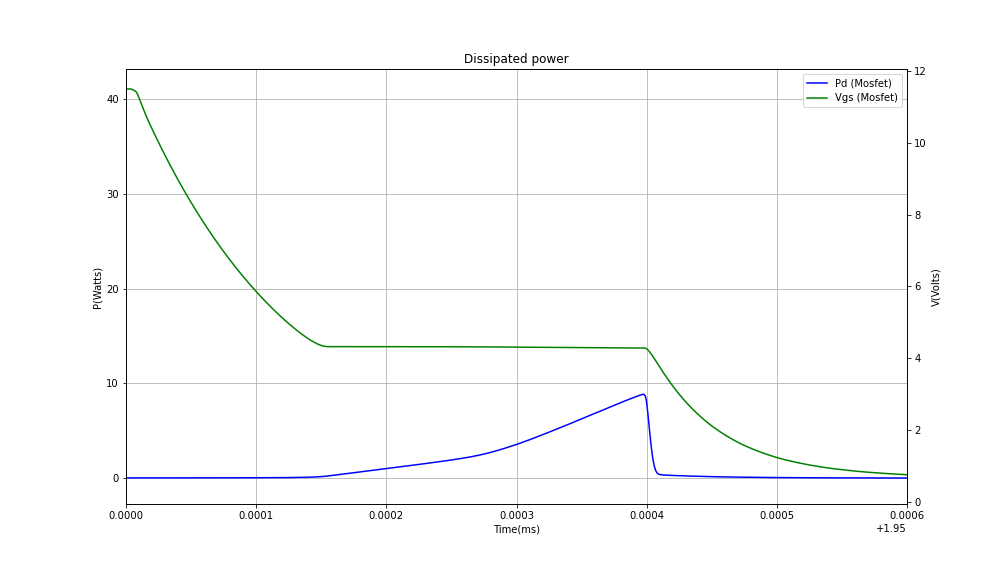 Dissipated power
Pd (Mosfet)
Vgs (Mosfet)
P(Watts)
40
30
20
10
0
V(Volts)
12
10
8
6
4
2
0
0.0000 0.0001 0.0002 0.0003 0.0004 0.0005 0.0006
Time(ms)
+1.95